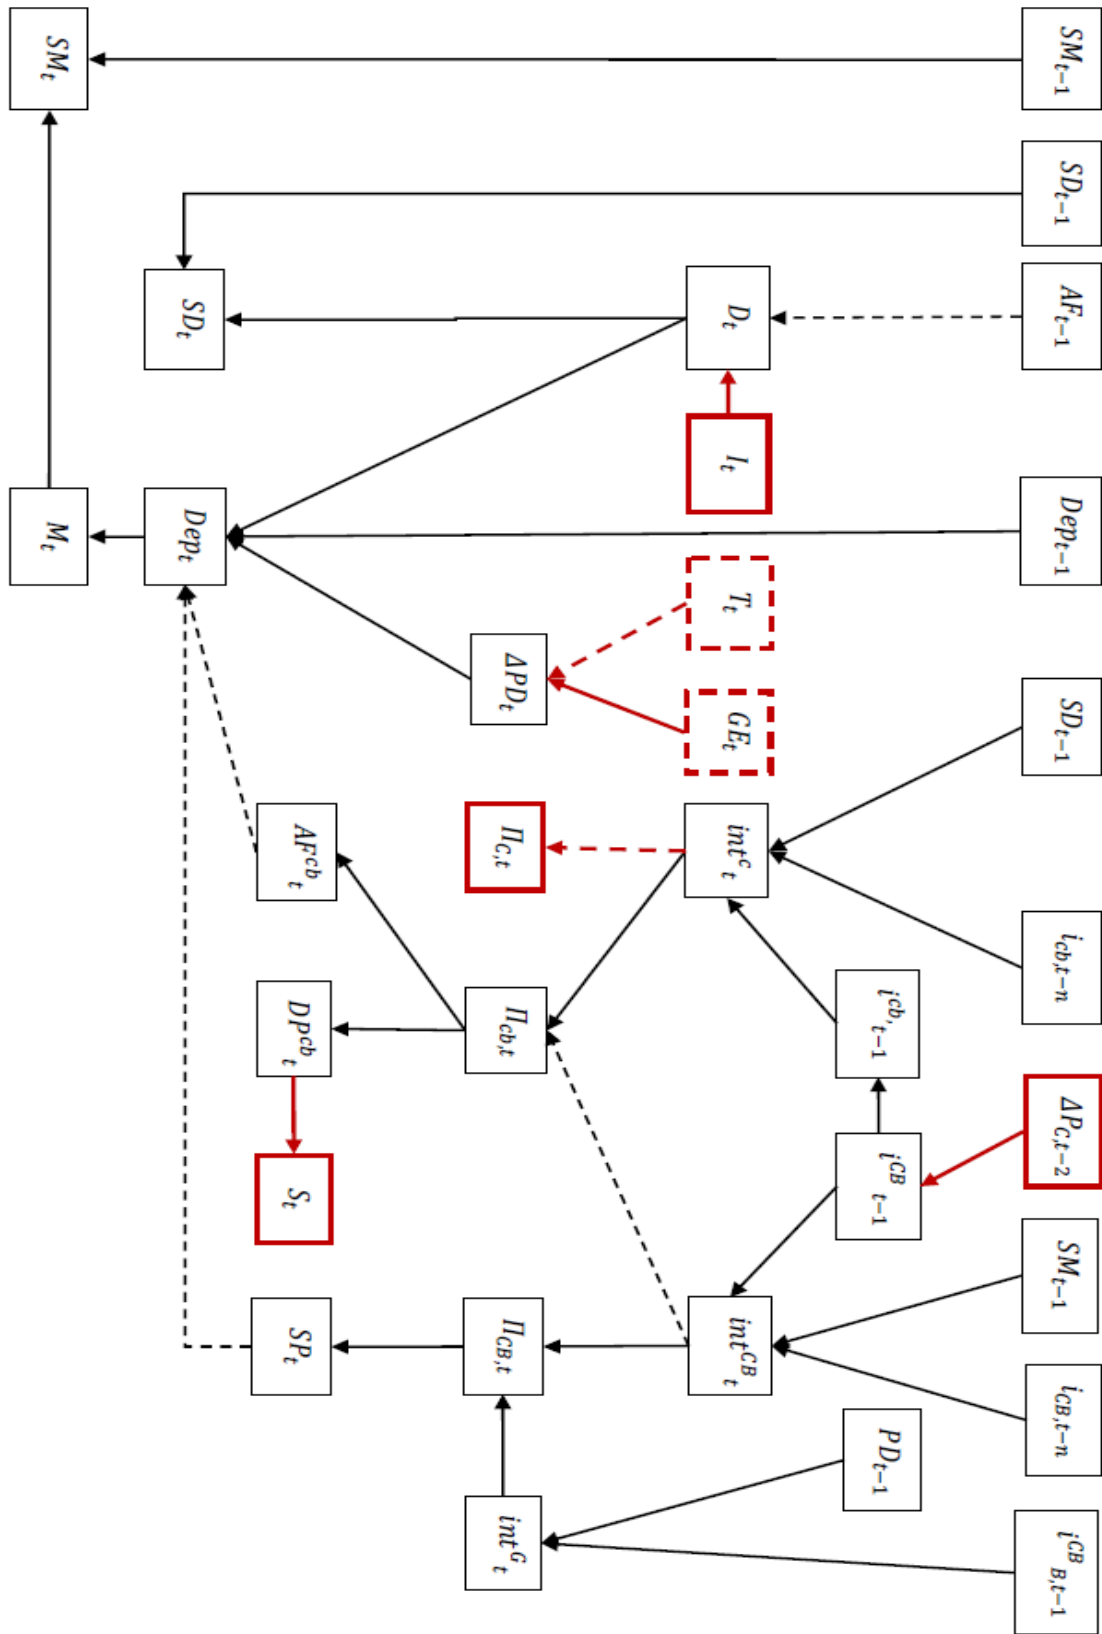 SM_{t-1}
SD_{t-1}
AF_{t-1}
Dep_{t-1}
SD_{t-1}
i_{cb,t-n}
ΔP_{C,t-2}
SM_{t-1}
i_{CB,t-n}
i^{CB}_{B,t-1}
i^{cb,}_{t-1}
i^{CB}_{t-1}
PD_{t-1}
D_t
I_t
T_t
GE_t
int^c_t
int^{CB}_t
ΔPD_t
Π_{C,t}
Π_{cb,t}
Π_{CB,t}
int^G_t
AF^{cb}_t
DP^{cb}_t
S_t
SP_t
SD_t
Dep_t
SM_t
M_t